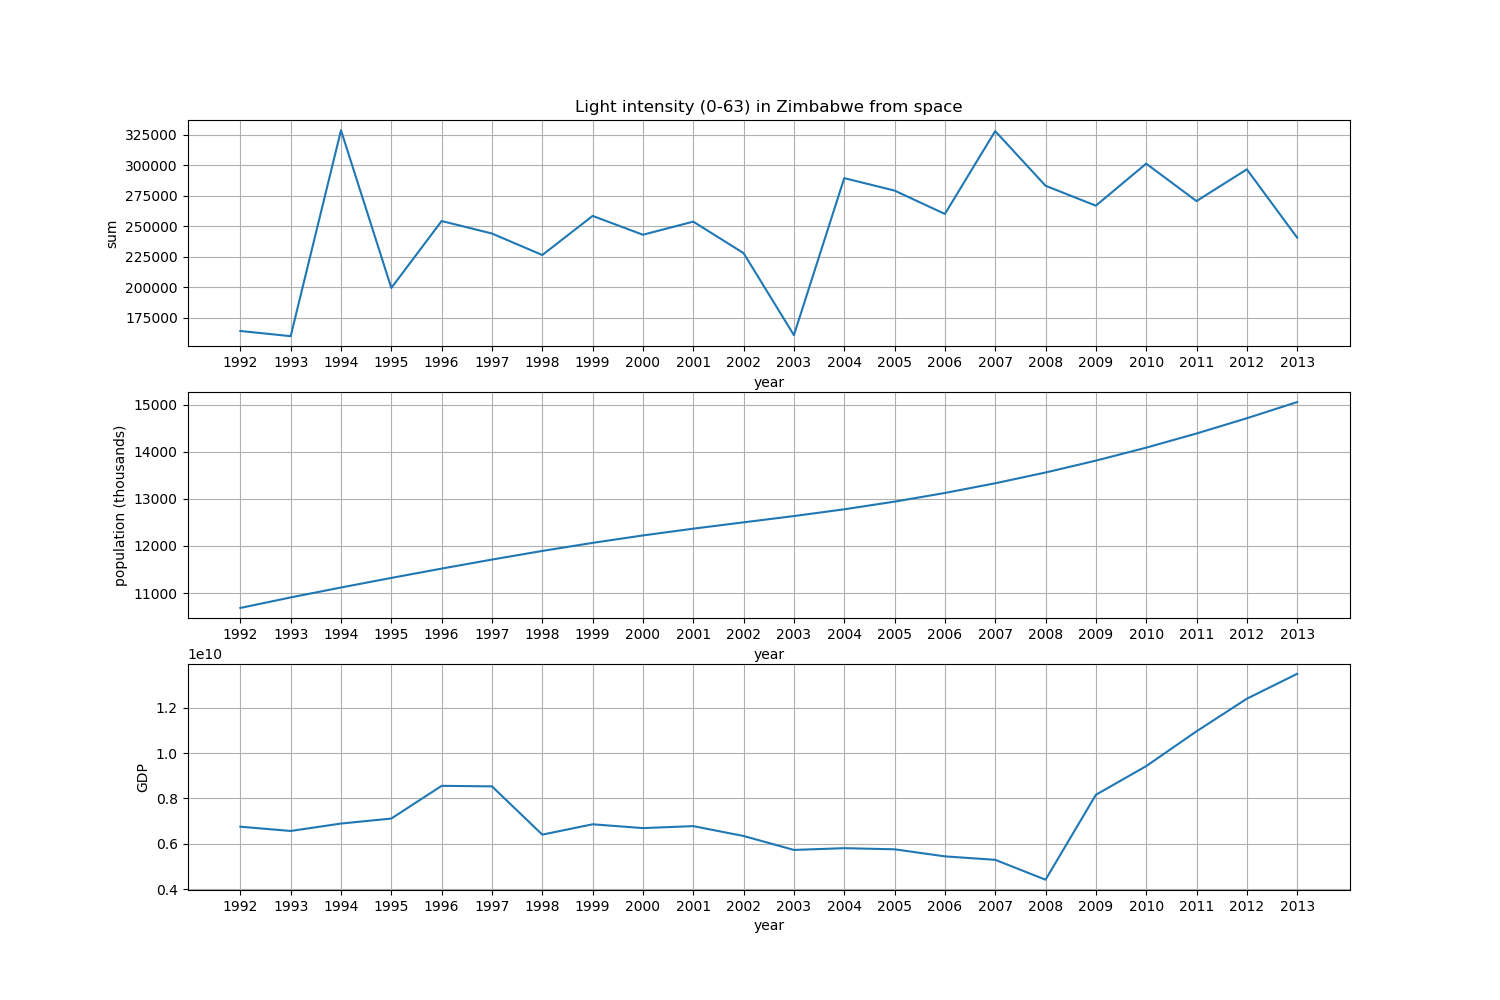 Light intensity (0-63) in Zimbabwe from space
325000
300000
275000
250000
225000
200000
175000
sum
1992 1993 1994 1995 1996 1997 1998 1999 2000 2001 2002 2003 2004 2005 2006 2007 2008 2009 2010 2011 2012 2013
year
15000
14000
13000
12000
11000
population (thousands)
1992 1993 1994 1995 1996 1997 1998 1999 2000 2001 2002 2003 2004 2005 2006 2007 2008 2009 2010 2011 2012 2013
year
1e10
1.2
1.0
0.8
0.6
0.4
GDP
1992 1993 1994 1995 1996 1997 1998 1999 2000 2001 2002 2003 2004 2005 2006 2007 2008 2009 2010 2011 2012 2013
year